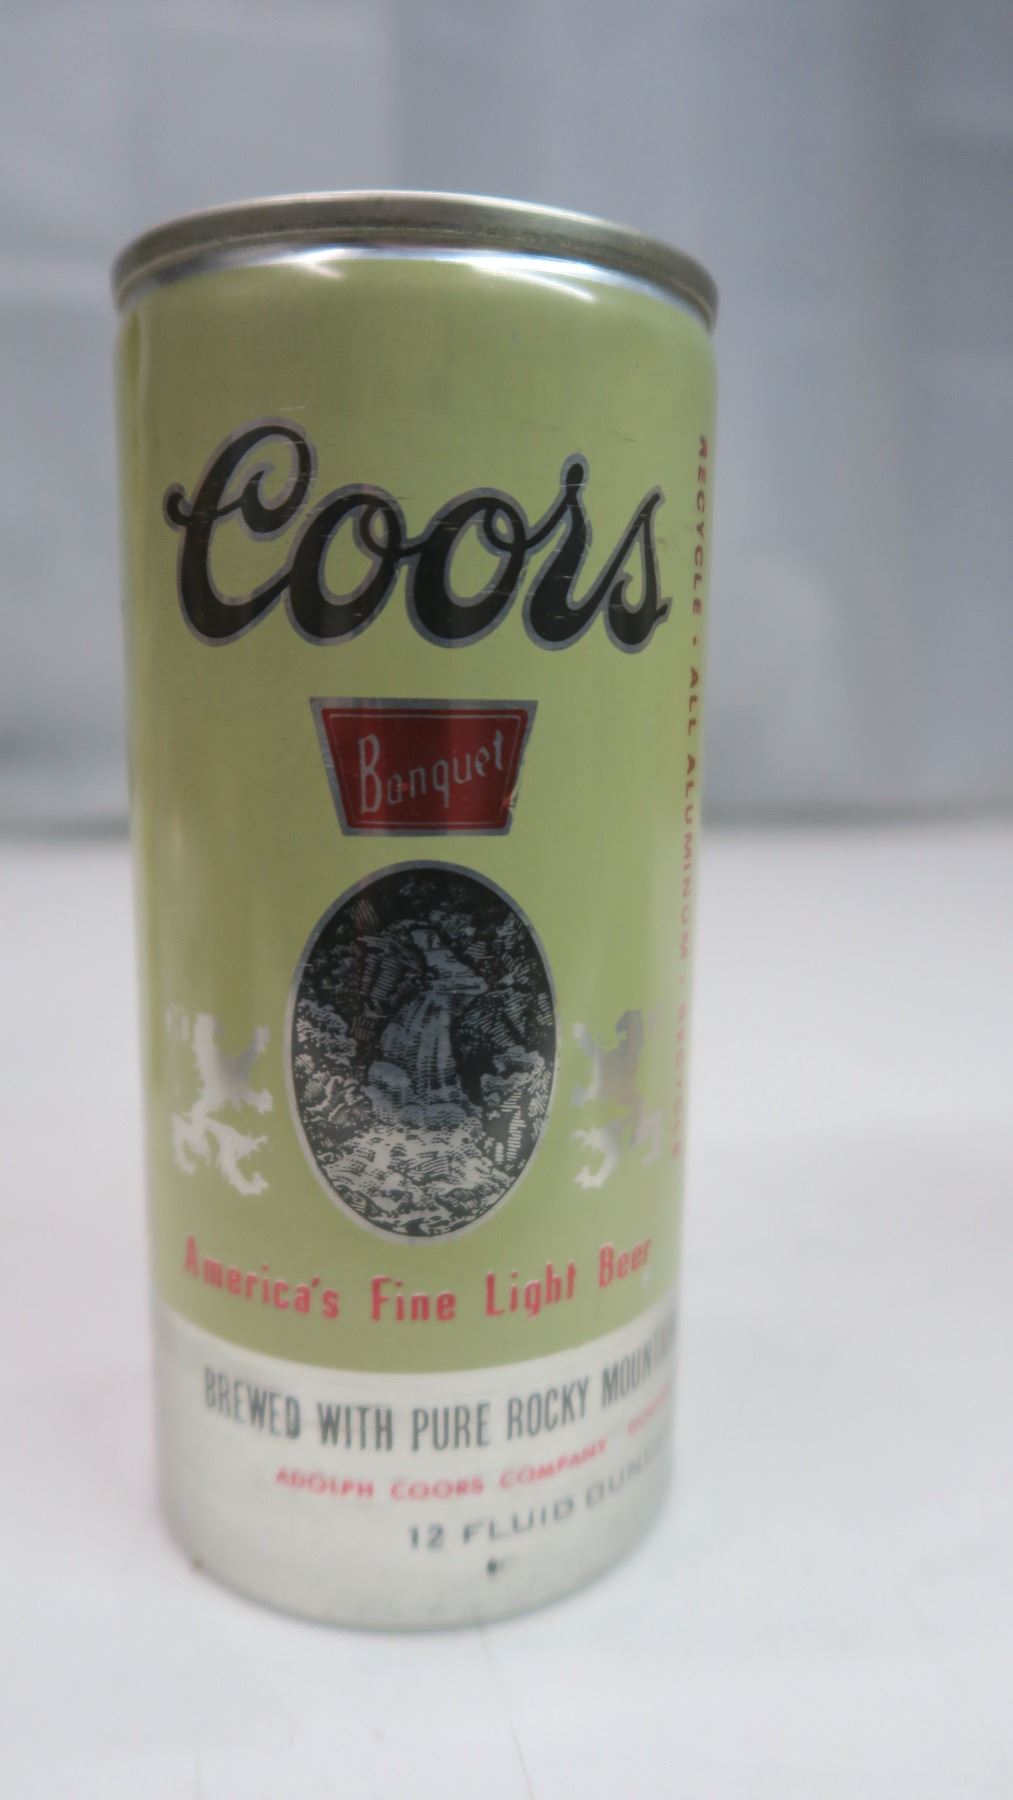 Coors
Banquet
America's Fine Light Beer
BREWED WITH PURE ROCKY
ADOLPH COORS COMPANY
12 FLUID
RECYCLE · ALL ALUMINUM · RECYCLE